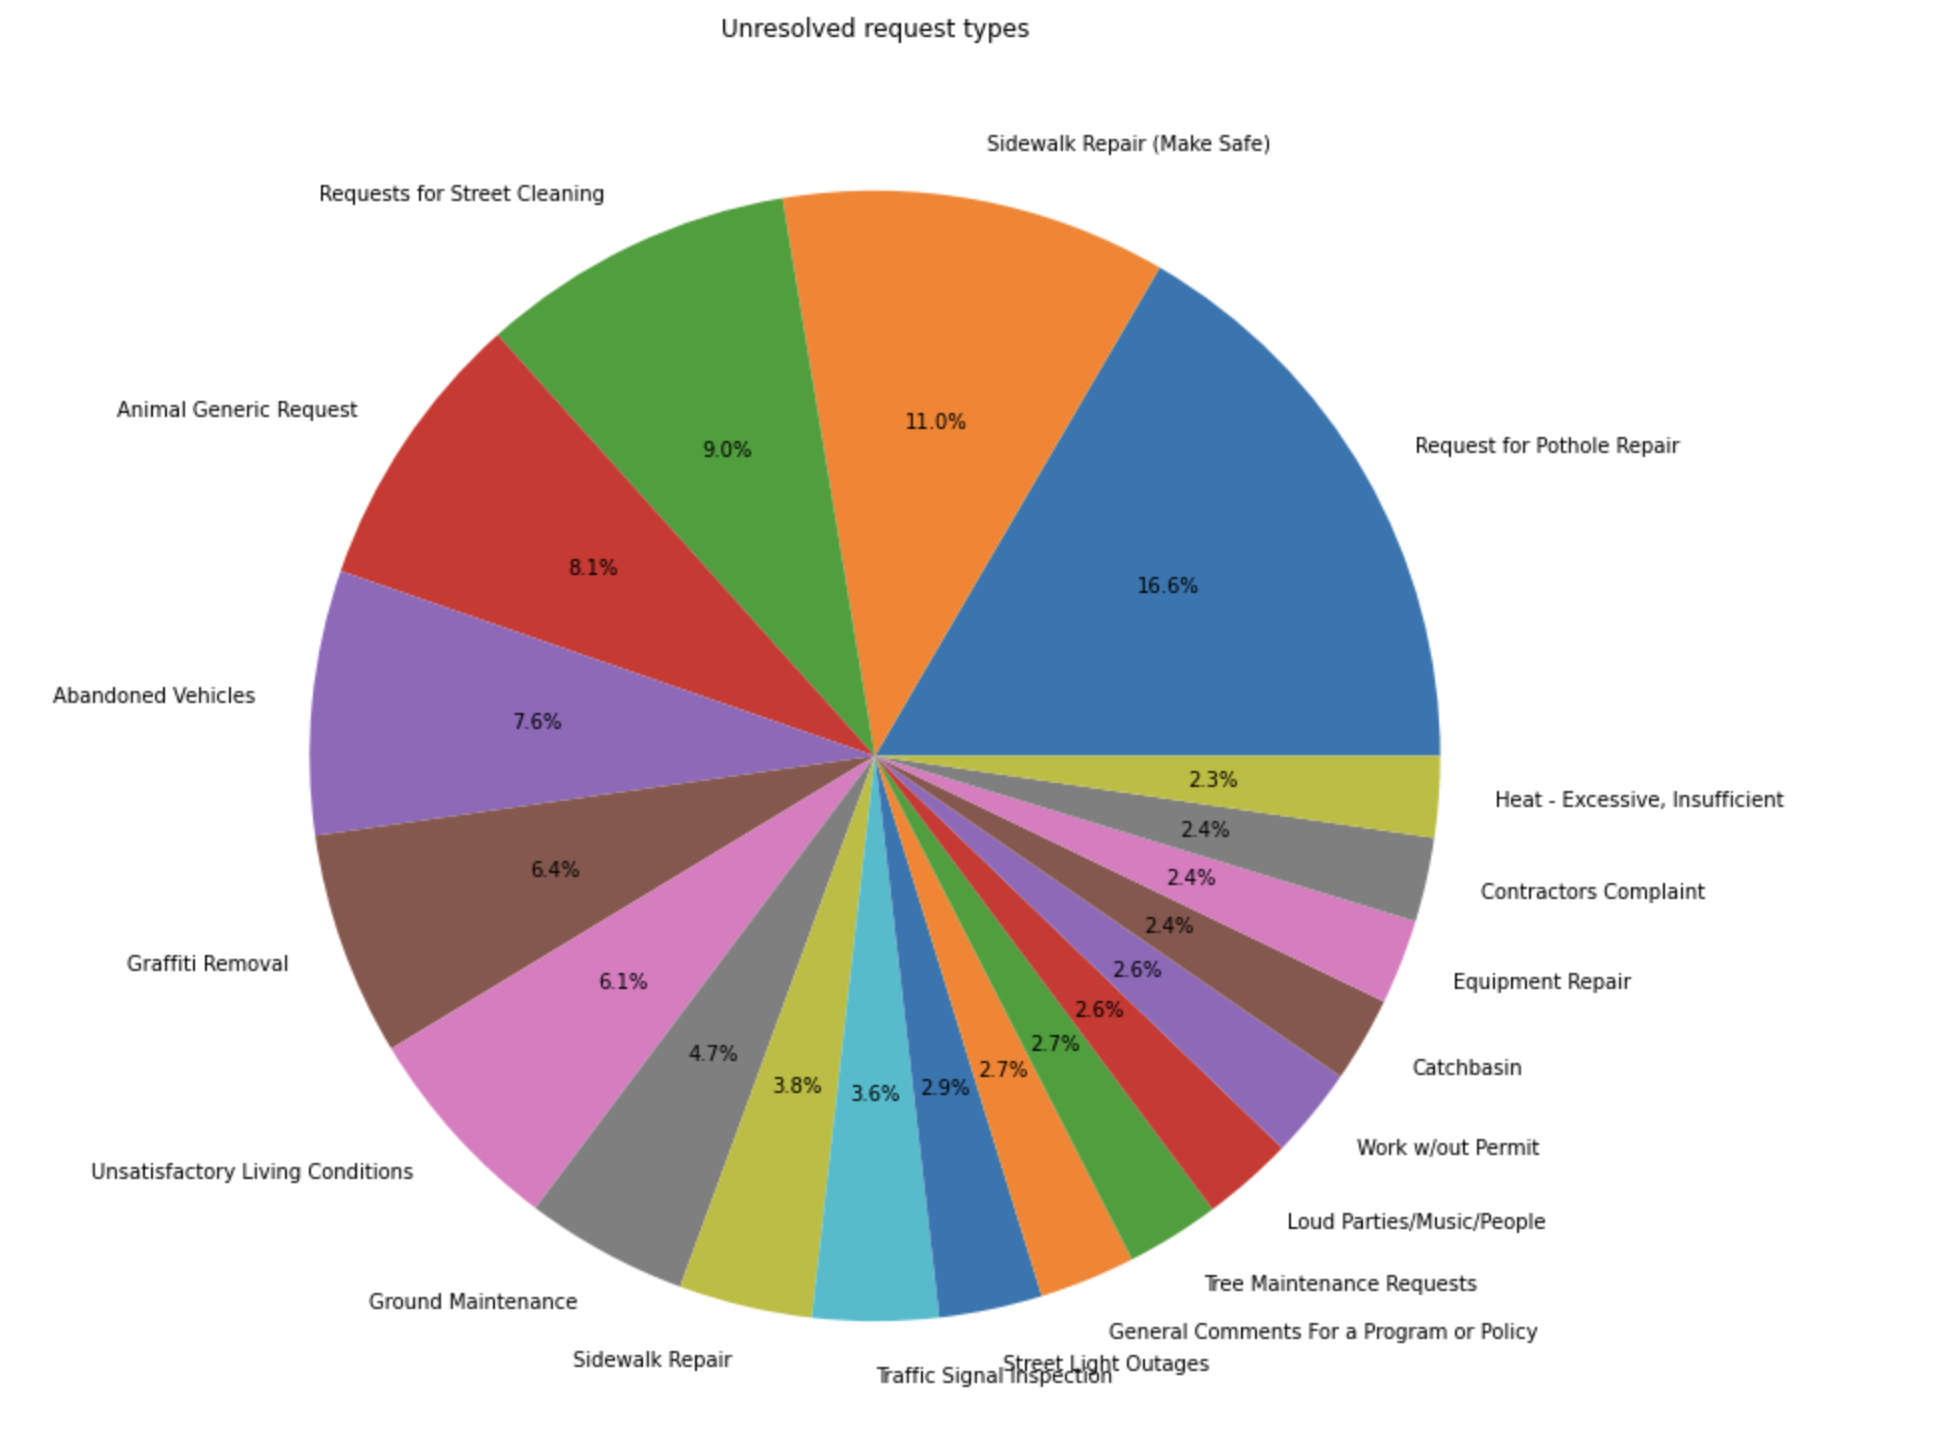 Unresolved request types
Sidewalk Repair (Make Safe)
Requests for Street Cleaning
Animal Generic Request
11.0%
Request for Pothole Repair
9.0%
8.1%
16.6%
Abandoned Vehicles
7.6%
2.3%
Heat - Excessive, Insufficient
2.4%
6.4%
2.4%
Contractors Complaint
2.4%
Graffiti Removal
2.6%
6.1%
Equipment Repair
2.6%
2.7%
4.7%
Catchbasin
2.7%
3.8%
3.6%
2.9%
Work w/out Permit
Unsatisfactory Living Conditions
Loud Parties/Music/People
Tree Maintenance Requests
Ground Maintenance
General Comments For a Program or Policy
Sidewalk Repair
Street Light Outages
Traffic Signal Inspection